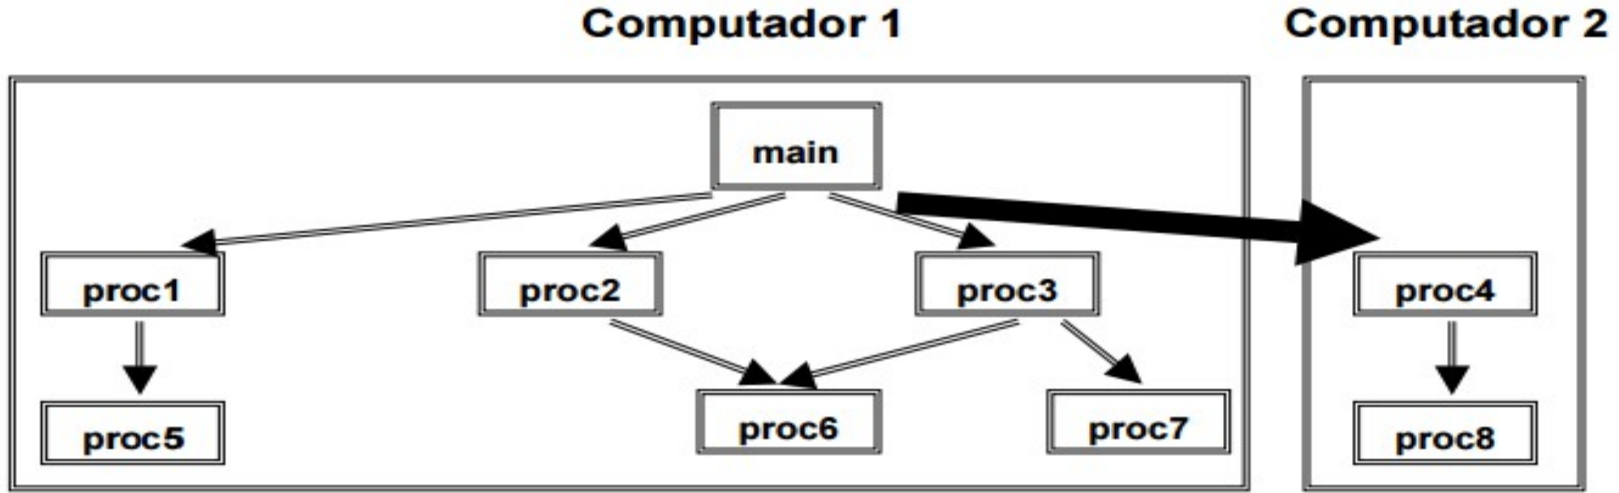 Computador 1
Computador 2
main
proc1
proc2
proc3
proc4
proc5
proc6
proc7
proc8